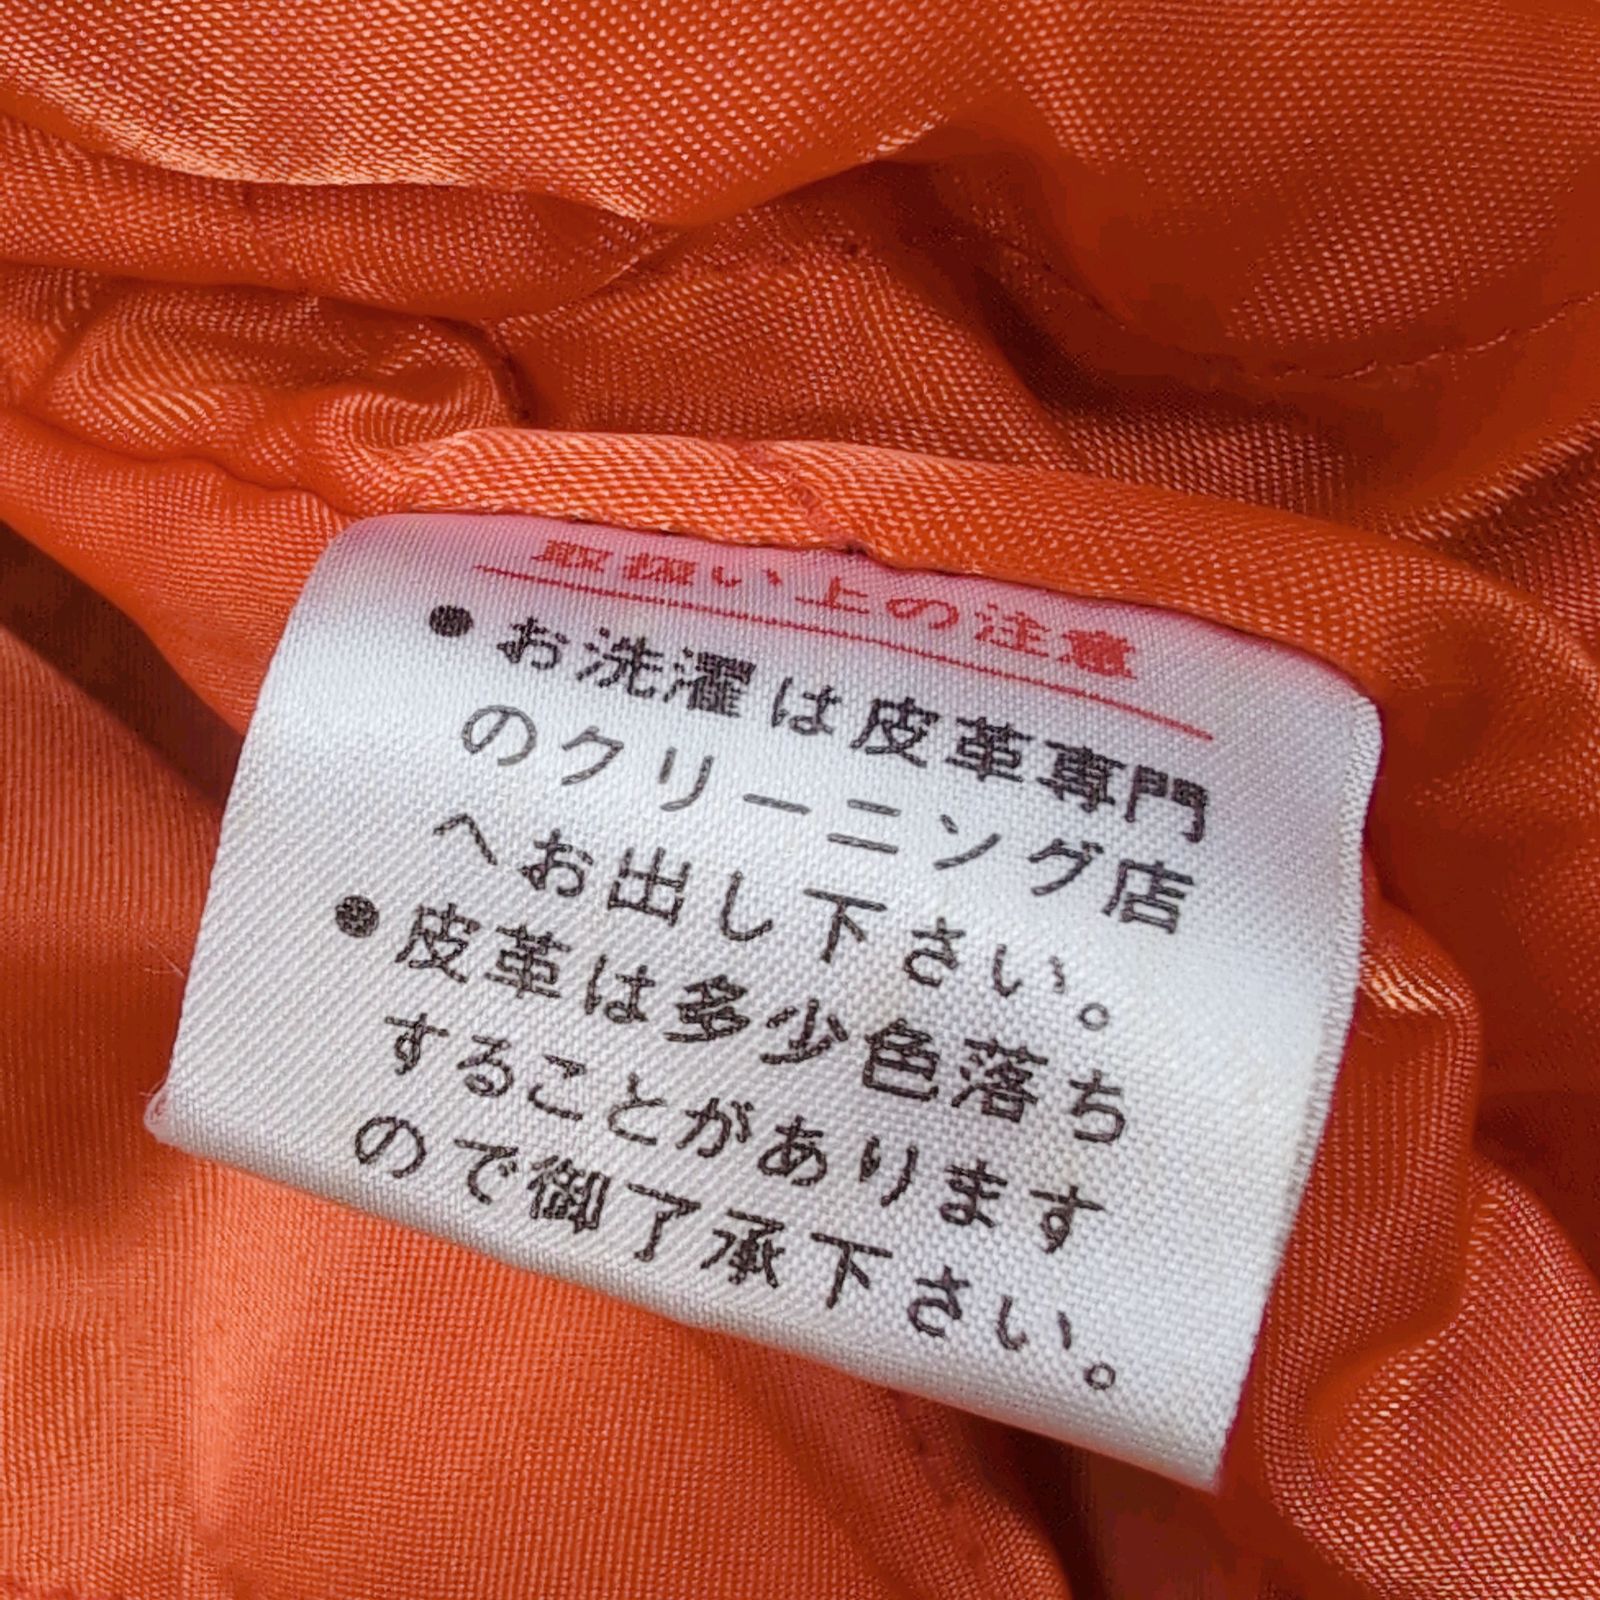 取扱い上の注意
●お洗濯は皮革専門
のクリーニング店
へお出し下さい。
●皮革は多少色落ち
することがあります
ので御了承下さい。